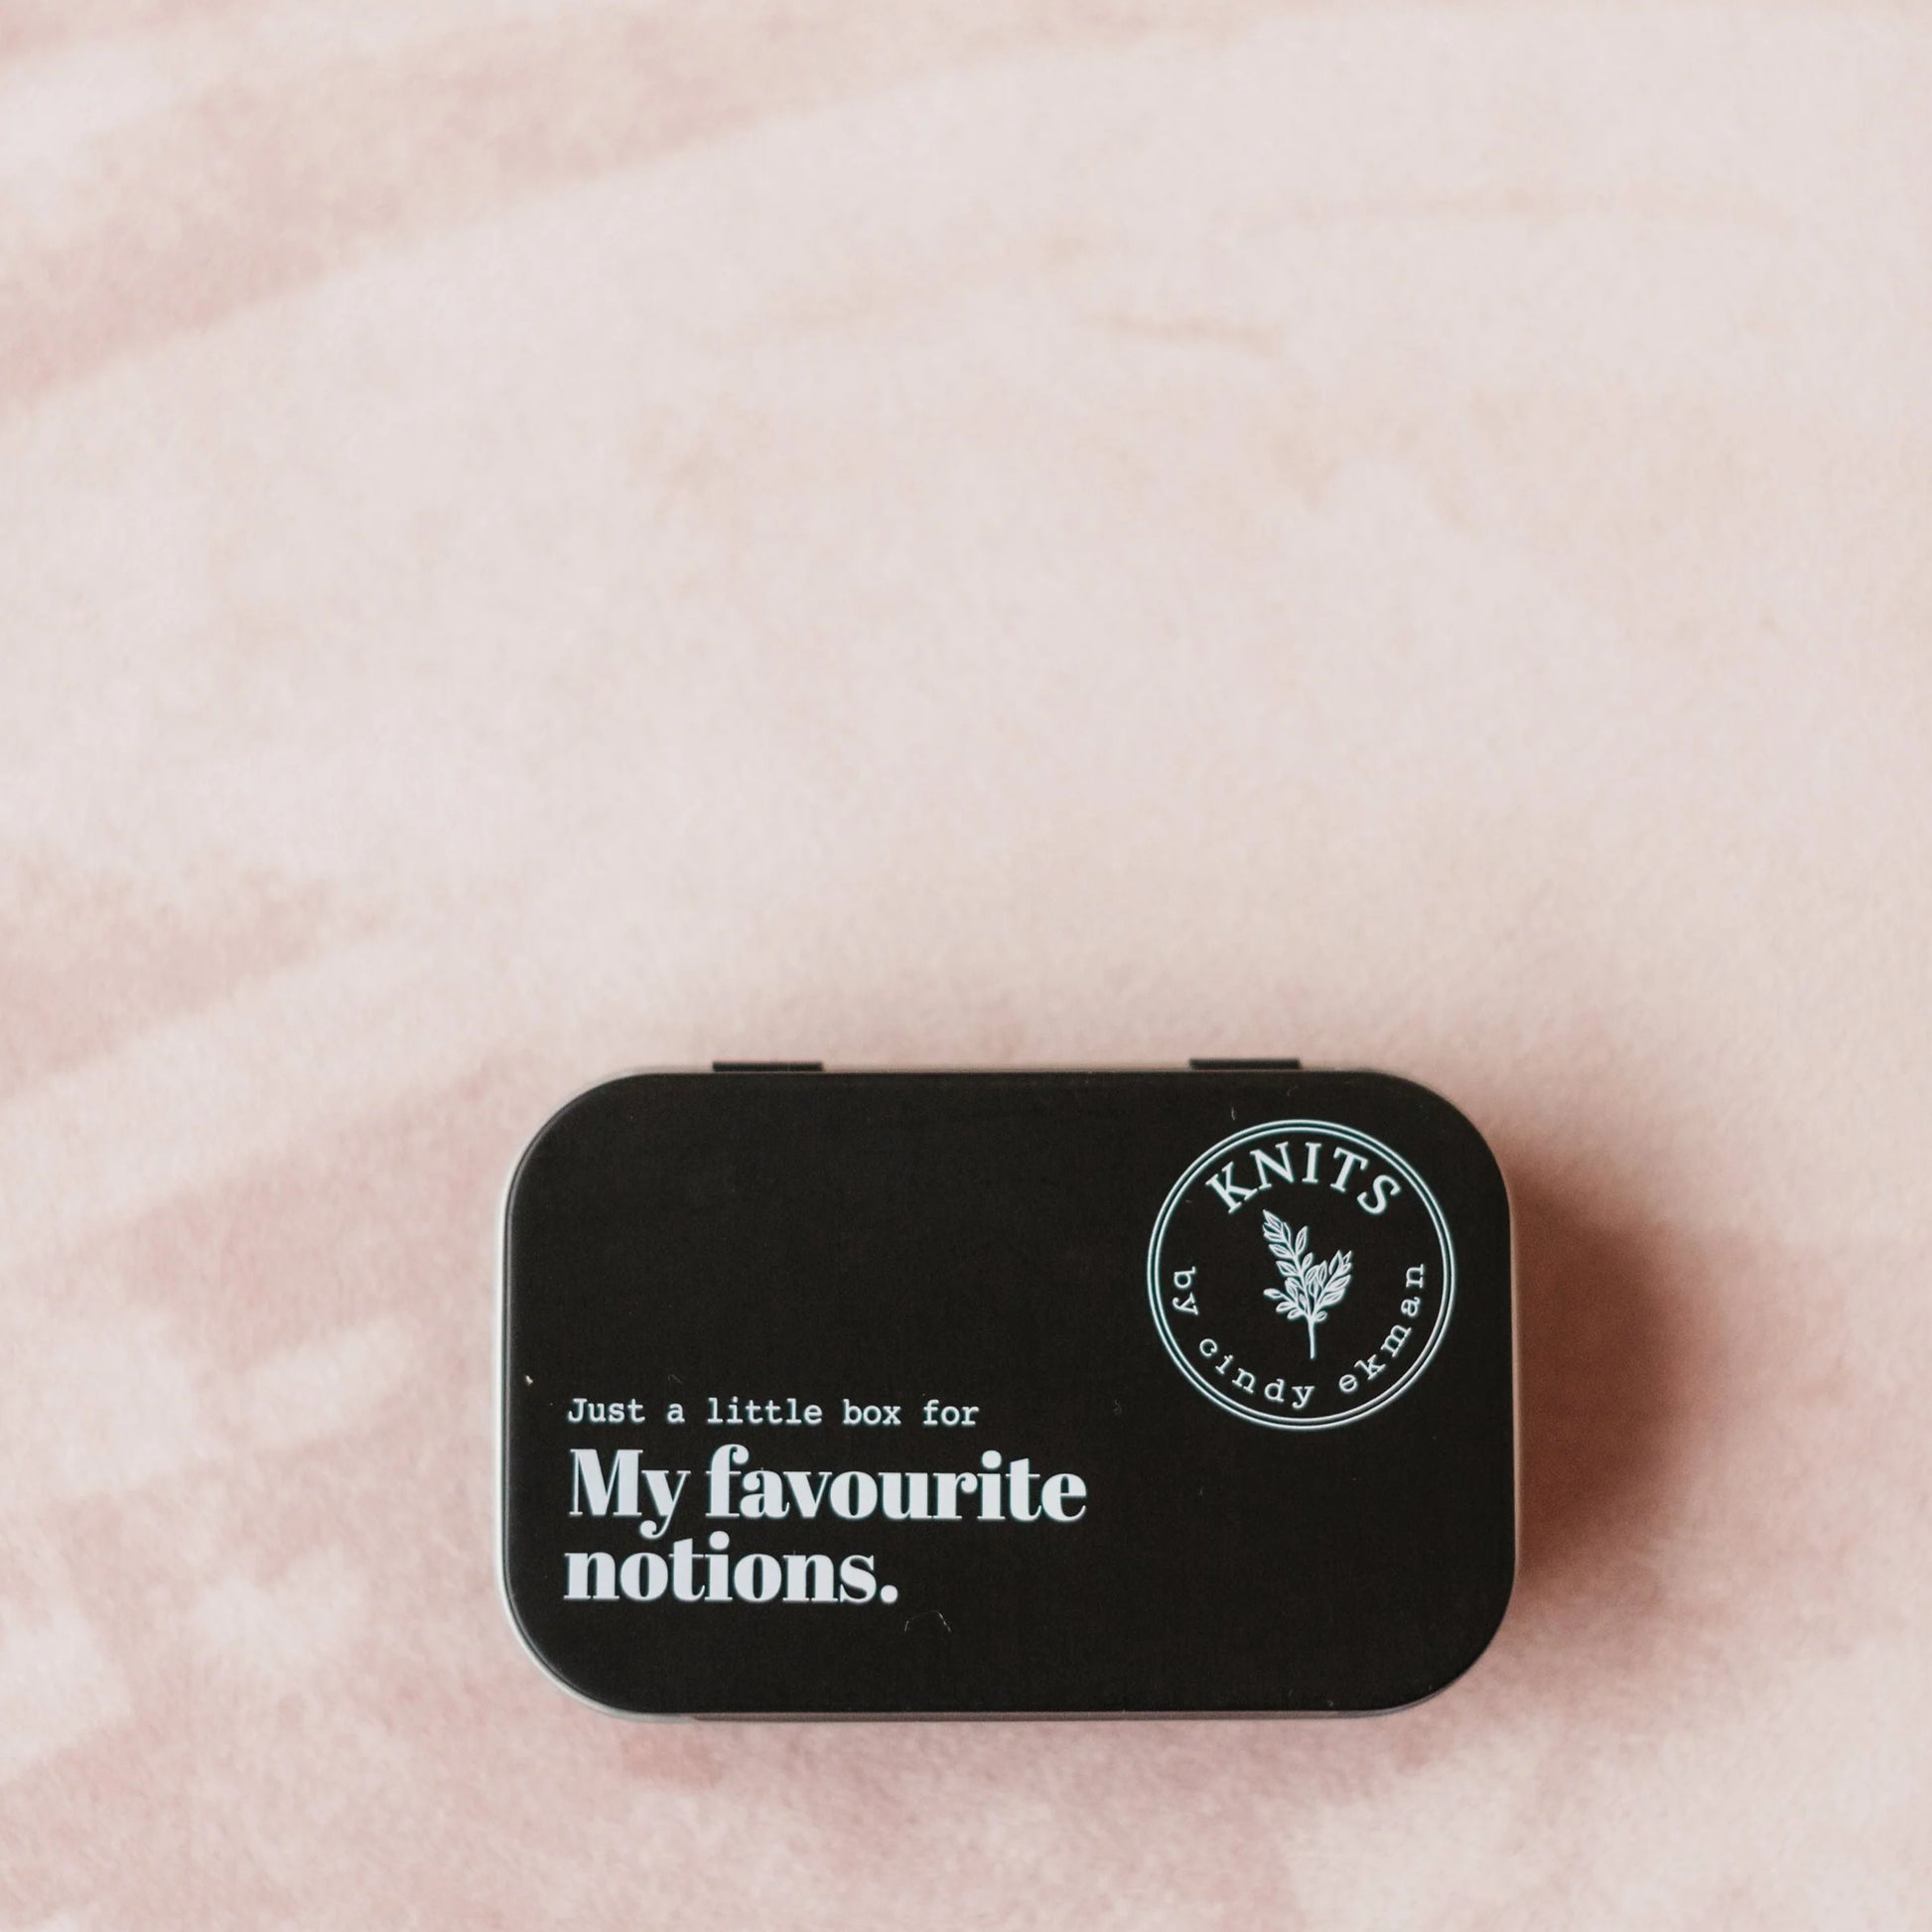 KNITS
by cindy ekman
Just a little box for
My favourite
notions.